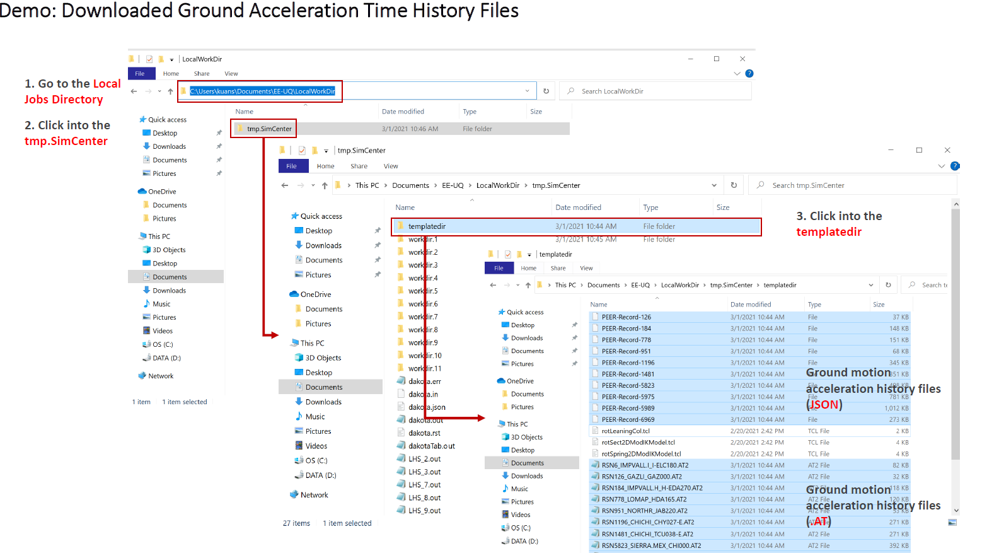 Demo: Downloaded Ground Acceleration Time History Files
1. Go to the Local
Jobs Directory
2. Click into the
tmp.SimCenter
LocalWorkDir
File Home Share View
C:\Users\kuans\Documents\EE-UQ\LocalWorkDir
Search LocalWorkDir
Name Date modified Type Size
tmp.SimCenter 3/1/2021 10:46 AM File folder
Quick access
Desktop
Downloads
Documents
Pictures
OneDrive
Documents
Pictures
This PC
3D Objects
Desktop
Documents
Downloads
Music
Pictures
Videos
OS (C:)
DATA (D:)
Network
1 item 1 item selected
tmp.SimCenter
File Home Share View
This PC > Documents > EE-UQ > LocalWorkDir > tmp.SimCenter
Search tmp.SimCenter
Name Date modified Type Size
templatedir 3/1/2021 10:44 AM File folder
workdir.1 3/1/2021 10:45 AM File folder
workdir.2
workdir.3
workdir.4
workdir.5
workdir.6
workdir.7
workdir.8
workdir.9
workdir.10
workdir.11
dakota.err
dakota.in
dakota.json
dakota.out
dakota.rst
dakotaTab.out
LHS_2.out
LHS_3.out
LHS_7.out
LHS_8.out
LHS_9.out
Quick access
Desktop
Downloads
Documents
Pictures
OneDrive
Documents
Pictures
This PC
3D Objects
Desktop
Documents
Downloads
Music
Pictures
Videos
OS (C:)
DATA (D:)
Network
27 items 1 item selected
3. Click into the
templatedir
templatedir
File Home Share View
This PC > Documents > EE-UQ > LocalWorkDir > tmp.SimCenter > templatedir
Search te
Name Date modified Type Size
PEER-Record-126 3/1/2021 10:44 AM File 37 KB
PEER-Record-184 3/1/2021 10:44 AM File 148 KB
PEER-Record-778 3/1/2021 10:44 AM File 151 KB
PEER-Record-951 3/1/2021 10:44 AM File 68 KB
PEER-Record-1196 3/1/2021 10:44 AM File 345 KB
PEER-Record-1481 3/1/2021 10:44 AM File 351 KB
PEER-Record-5823 3/1/2021 10:44 AM File 498 KB
PEER-Record-5975 3/1/2021 10:44 AM File 781 KB
PEER-Record-5989 3/1/2021 10:44 AM File 1,012 KB
PEER-Record-6969 3/1/2021 10:44 AM File 273 KB
rotLeaningCol.tcl 2/20/2021 2:42 PM TCL File 2 KB
rotSect2DModIKModel.tcl 2/20/2021 2:42 PM TCL File 4 KB
rotSpring2DModIKModel.tcl 2/20/2021 2:42 PM TCL File 4 KB
RSN6_IMPVALL.I_I-ELC180.AT2 3/1/2021 10:44 AM AT2 File 82 KB
RSN126_GAZLI_GAZ000.AT2 3/1/2021 10:44 AM AT2 File 32 KB
RSN184_IMPVALL.H_H-EDA270.AT2 3/1/2021 10:44 AM AT2 File 118 KB
RSN778_LOMAP_HDA165.AT2 3/1/2021 10:44 AM AT2 File 120 KB
RSN951_NORTHR_JAB220.AT2 3/1/2021 10:44 AM AT2 File 53 KB
RSN1196_CHICHI_CHY027-E.AT2 3/1/2021 10:44 AM AT2 File 271 KB
RSN1481_CHICHI_TCU038-E.AT2 3/1/2021 10:44 AM AT2 File 271 KB
RSN5823_SIERRA.MEX_CHI000.AT2 3/1/2021 10:44 AM AT2 File 392 KB
Quick access
Desktop
Downloads
Documents
Pictures
OneDrive
Documents
Pictures
This PC
3D Objects
Desktop
Documents
Downloads
Music
Pictures
Videos
OS (C:)
DATA (D:)
Ground motion
acceleration history files
(JSON)
Ground motion
acceleration history files
(.AT)